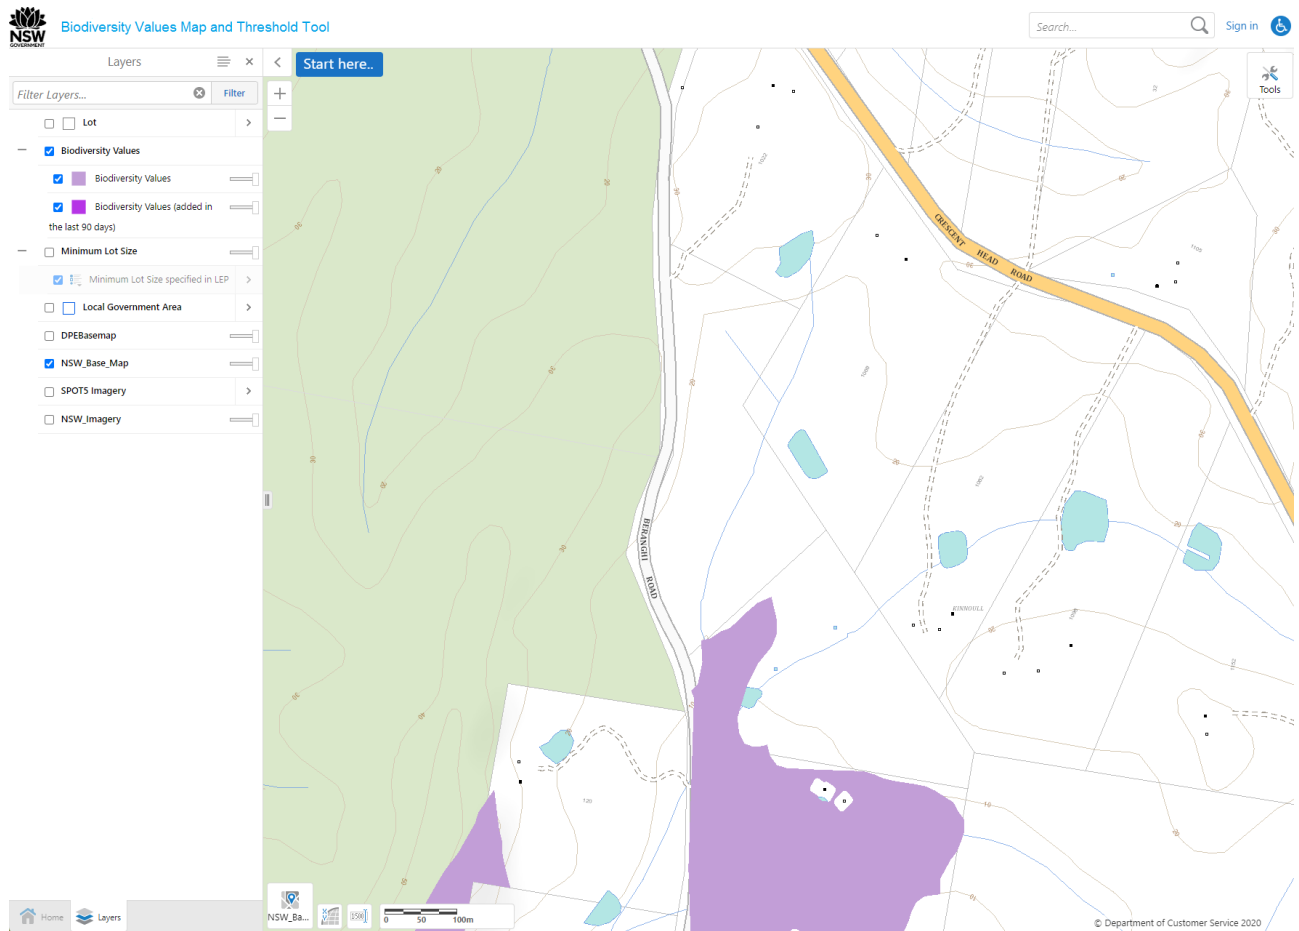 NSW
GOVERNMENT
Biodiversity Values Map and Threshold Tool
Search...
Sign in
Layers
Start here..
Tools
Filter Layers...
Filter
Lot
Biodiversity Values
Biodiversity Values
Biodiversity Values (added in
the last 90 days)
Minimum Lot Size
Minimum Lot Size specified in LEP
Local Government Area
DPEBasemap
NSW_Base_Map
SPOT5 Imagery
NSW_Imagery
CRESCENT HEAD ROAD
BERANGHI ROAD
KINNOULL
120
NSW_Ba...
0 50 100m
Home
Layers
© Department of Customer Service 2020